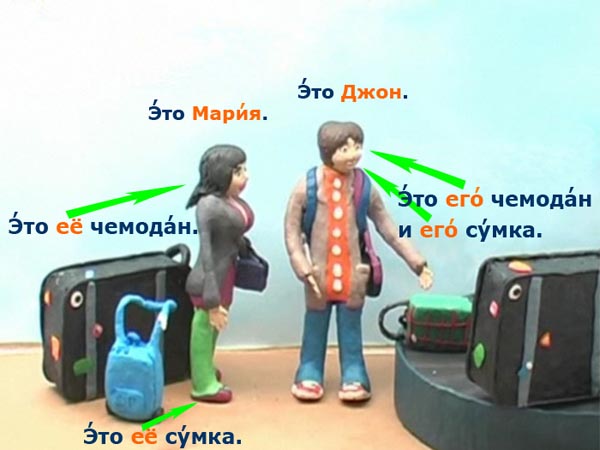 Э́то Мари́я.
Э́то Джон.
Э́то её чемода́н.
Э́то его́ чемода́н
и его́ су́мка.
Э́то её су́мка.